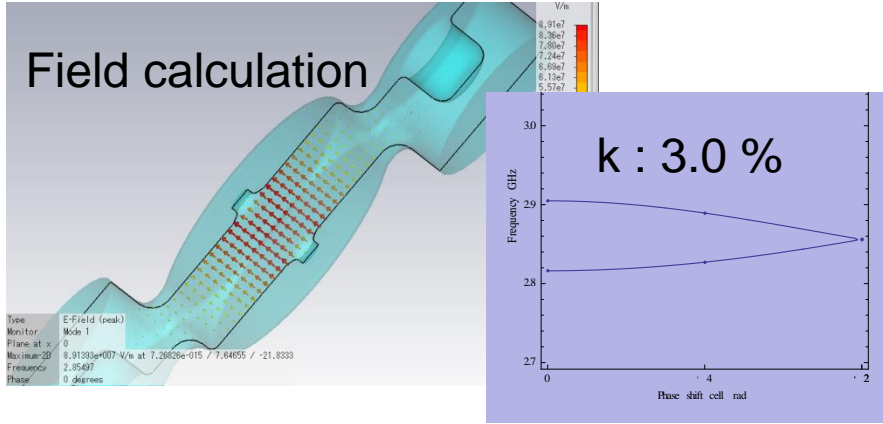 V/m
8.91e7
8.36e7
7.80e7
7.24e7
6.69e7
6.13e7
5.57e7
Field calculation
k : 3.0 %
3.0
2.9
2.8
2.7
Frequency GHz
0
4
2
Phase shift cell rad
Type E-Field (peak)
Monitor Mode 1
Plane at x 0
Maximum-2D 8.91393e+007 V/m at 7.26826e-015 / 7.64655 / -21.8333
Frequency 2.85497
Phase 0 degrees